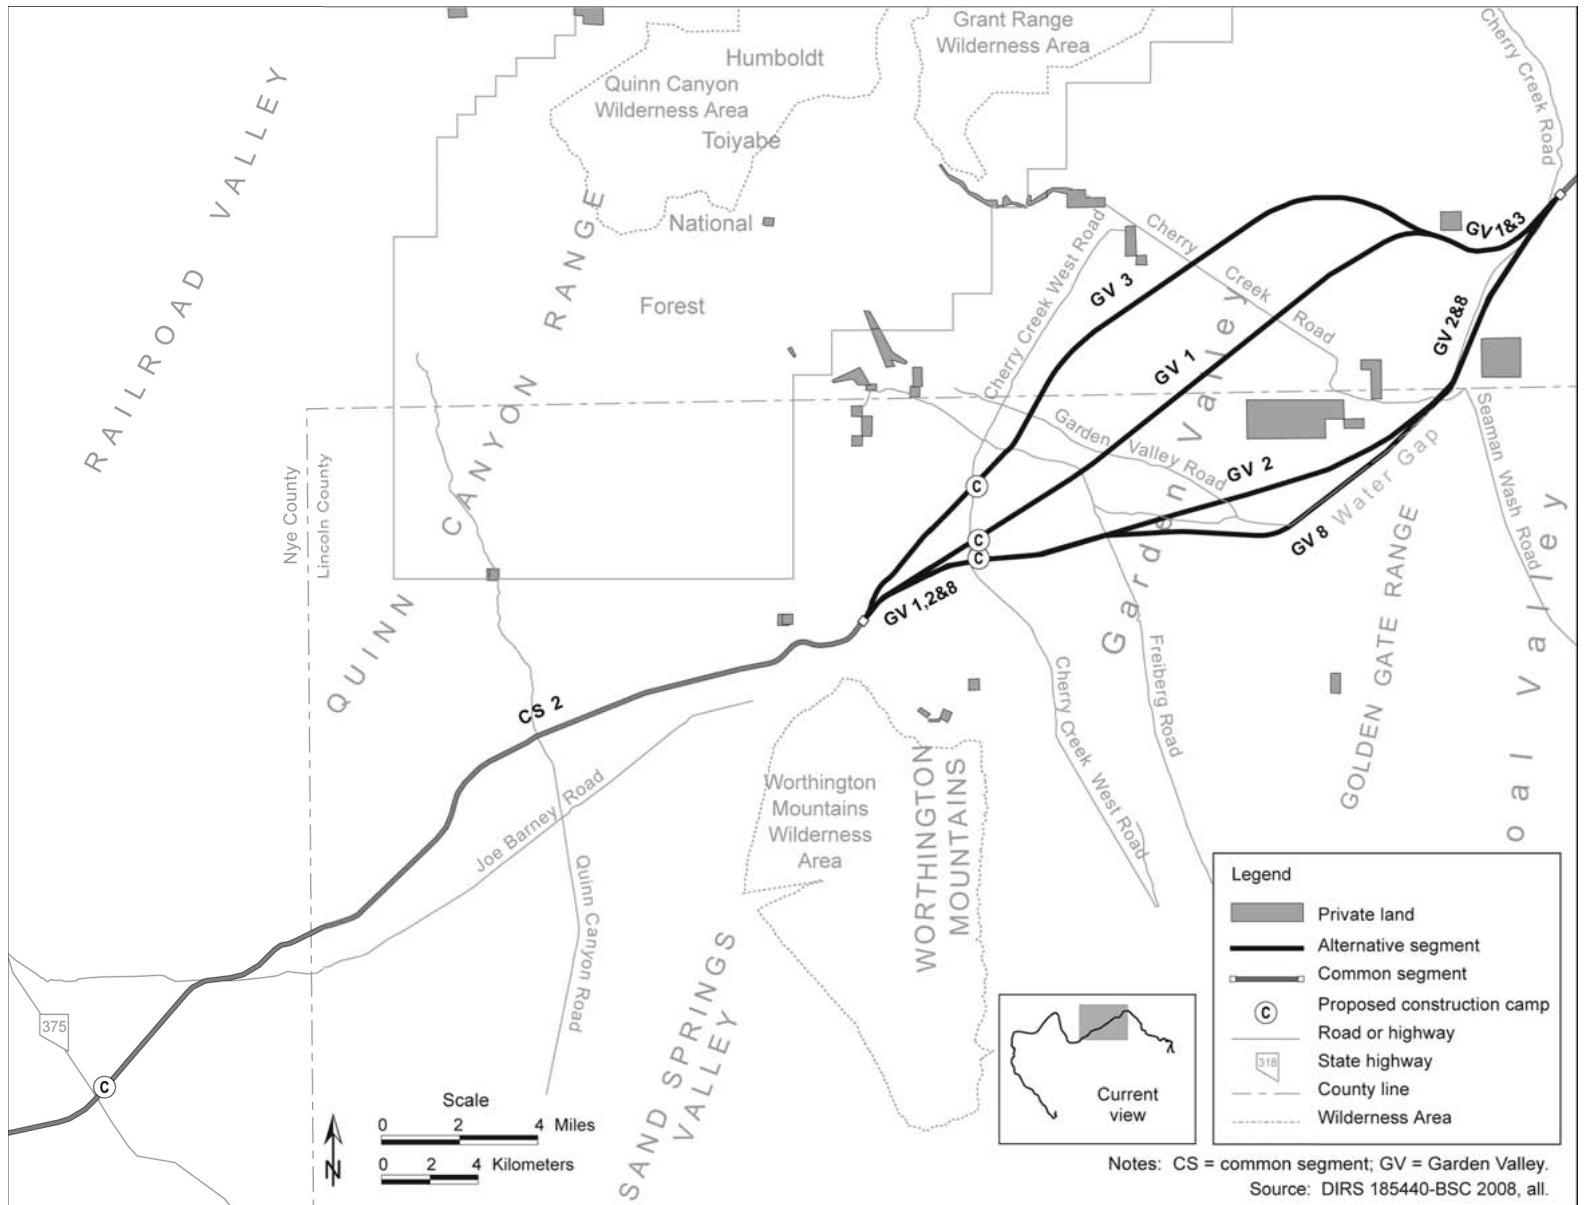 Grant Range
Wilderness Area
Cherry Creek Road
Humboldt
Quinn Canyon
Wilderness Area
Toiyabe
National
Forest
RAILROAD VALLEY
QUINN CANYON RANGE
Cherry Creek West Road
Cherry Creek Road
GV 1&3
GV 3
GV 1
GV 2&8
Garden Valley
Garden Valley Road
GV 2
GV 8
Water Gap
Seaman Wash Road
Nye County
Lincoln County
GV 1,2&8
CS 2
Freiberg Road
Cherry Creek West Road
GOLDEN GATE RANGE
oal Valley
C
C
C
Worthington
Mountains
Wilderness
Area
WORTHINGTON
MOUNTAINS
Joe Barney Road
Quinn Canyon Road
SAND SPRINGS
VALLEY
375
C
N
Scale
0 2 4 Miles
0 2 4 Kilometers
Current
view
Legend
Private land
Alternative segment
Common segment
C Proposed construction camp
Road or highway
318 State highway
County line
Wilderness Area
Notes: CS = common segment; GV = Garden Valley.
Source: DIRS 185440-BSC 2008, all.